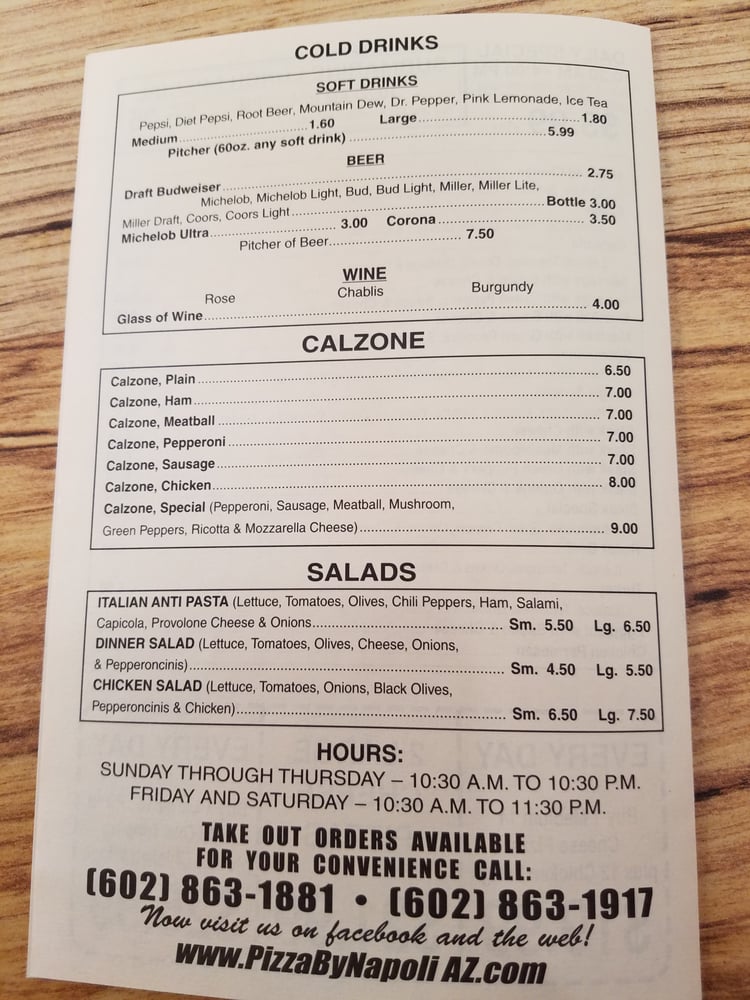 COLD DRINKS
SOFT DRINKS
Pepsi, Diet Pepsi, Root Beer, Mountain Dew, Dr. Pepper, Pink Lemonade, Ice Tea
Medium 1.60 Large 1.80
Pitcher (60oz. any soft drink) 5.99
BEER
Draft Budweiser 2.75
Michelob, Michelob Light, Bud, Bud Light, Miller, Miller Lite,
Miller Draft, Coors, Coors Light Bottle 3.00
Michelob Ultra 3.00 Corona 3.50
Pitcher of Beer 7.50
WINE
Rose Chablis Burgundy
Glass of Wine 4.00
CALZONE
Calzone, Plain 6.50
Calzone, Ham 7.00
Calzone, Meatball 7.00
Calzone, Pepperoni 7.00
Calzone, Sausage 7.00
Calzone, Chicken 8.00
Calzone, Special (Pepperoni, Sausage, Meatball, Mushroom,
Green Peppers, Ricotta & Mozzarella Cheese) 9.00
SALADS
ITALIAN ANTI PASTA (Lettuce, Tomatoes, Olives, Chili Peppers, Ham, Salami,
Capicola, Provolone Cheese & Onions Sm. 5.50 Lg. 6.50
DINNER SALAD (Lettuce, Tomatoes, Olives, Cheese, Onions,
& Pepperoncinis) Sm. 4.50 Lg. 5.50
CHICKEN SALAD (Lettuce, Tomatoes, Onions, Black Olives,
Pepperoncinis & Chicken) Sm. 6.50 Lg. 7.50
HOURS:
SUNDAY THROUGH THURSDAY – 10:30 A.M. TO 10:30 P.M.
FRIDAY AND SATURDAY – 10:30 A.M. TO 11:30 P.M.
TAKE OUT ORDERS AVAILABLE
FOR YOUR CONVENIENCE CALL:
(602) 863-1881 • (602) 863-1917
Now visit us on facebook and the web!
www.PizzaByNapoliAZ.com